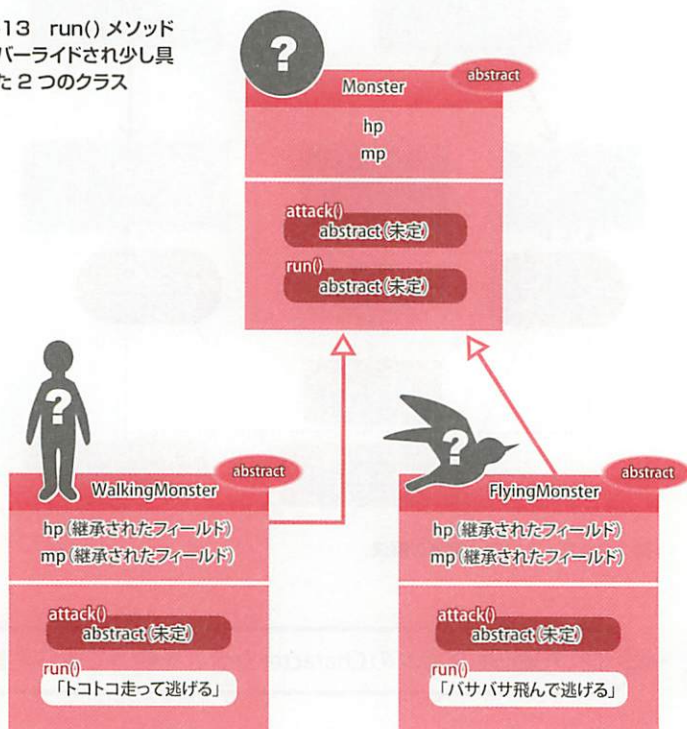 13 run() メソッド
バーライドされ少し具
た 2 つのクラス
?
abstract
Monster
hp
mp
attack()
abstract (未定)
run()
abstract (未定)
?
abstract
WalkingMonster
hp (継承されたフィールド)
mp (継承されたフィールド)
attack()
abstract (未定)
run()
「トコトコ走って逃げる」
?
abstract
FlyingMonster
hp (継承されたフィールド)
mp (継承されたフィールド)
attack()
abstract (未定)
run()
「バサバサ飛んで逃げる」